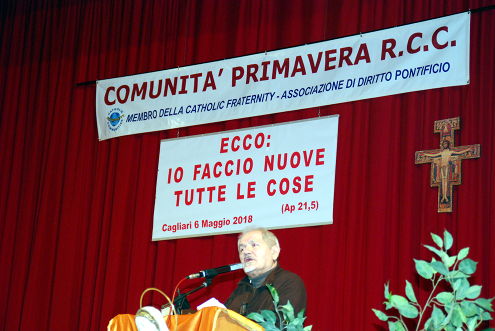 COMUNITA' PRIMAVERA R.C.C.
MEMBRO DELLA CATHOLIC FRATERNITY - ASSOCIAZIONE DI DIRITTO PONTIFICIO
ECCO:
IO FACCIO NUOVE
TUTTE LE COSE
(Ap 21,5)
Cagliari 6 Maggio 2018